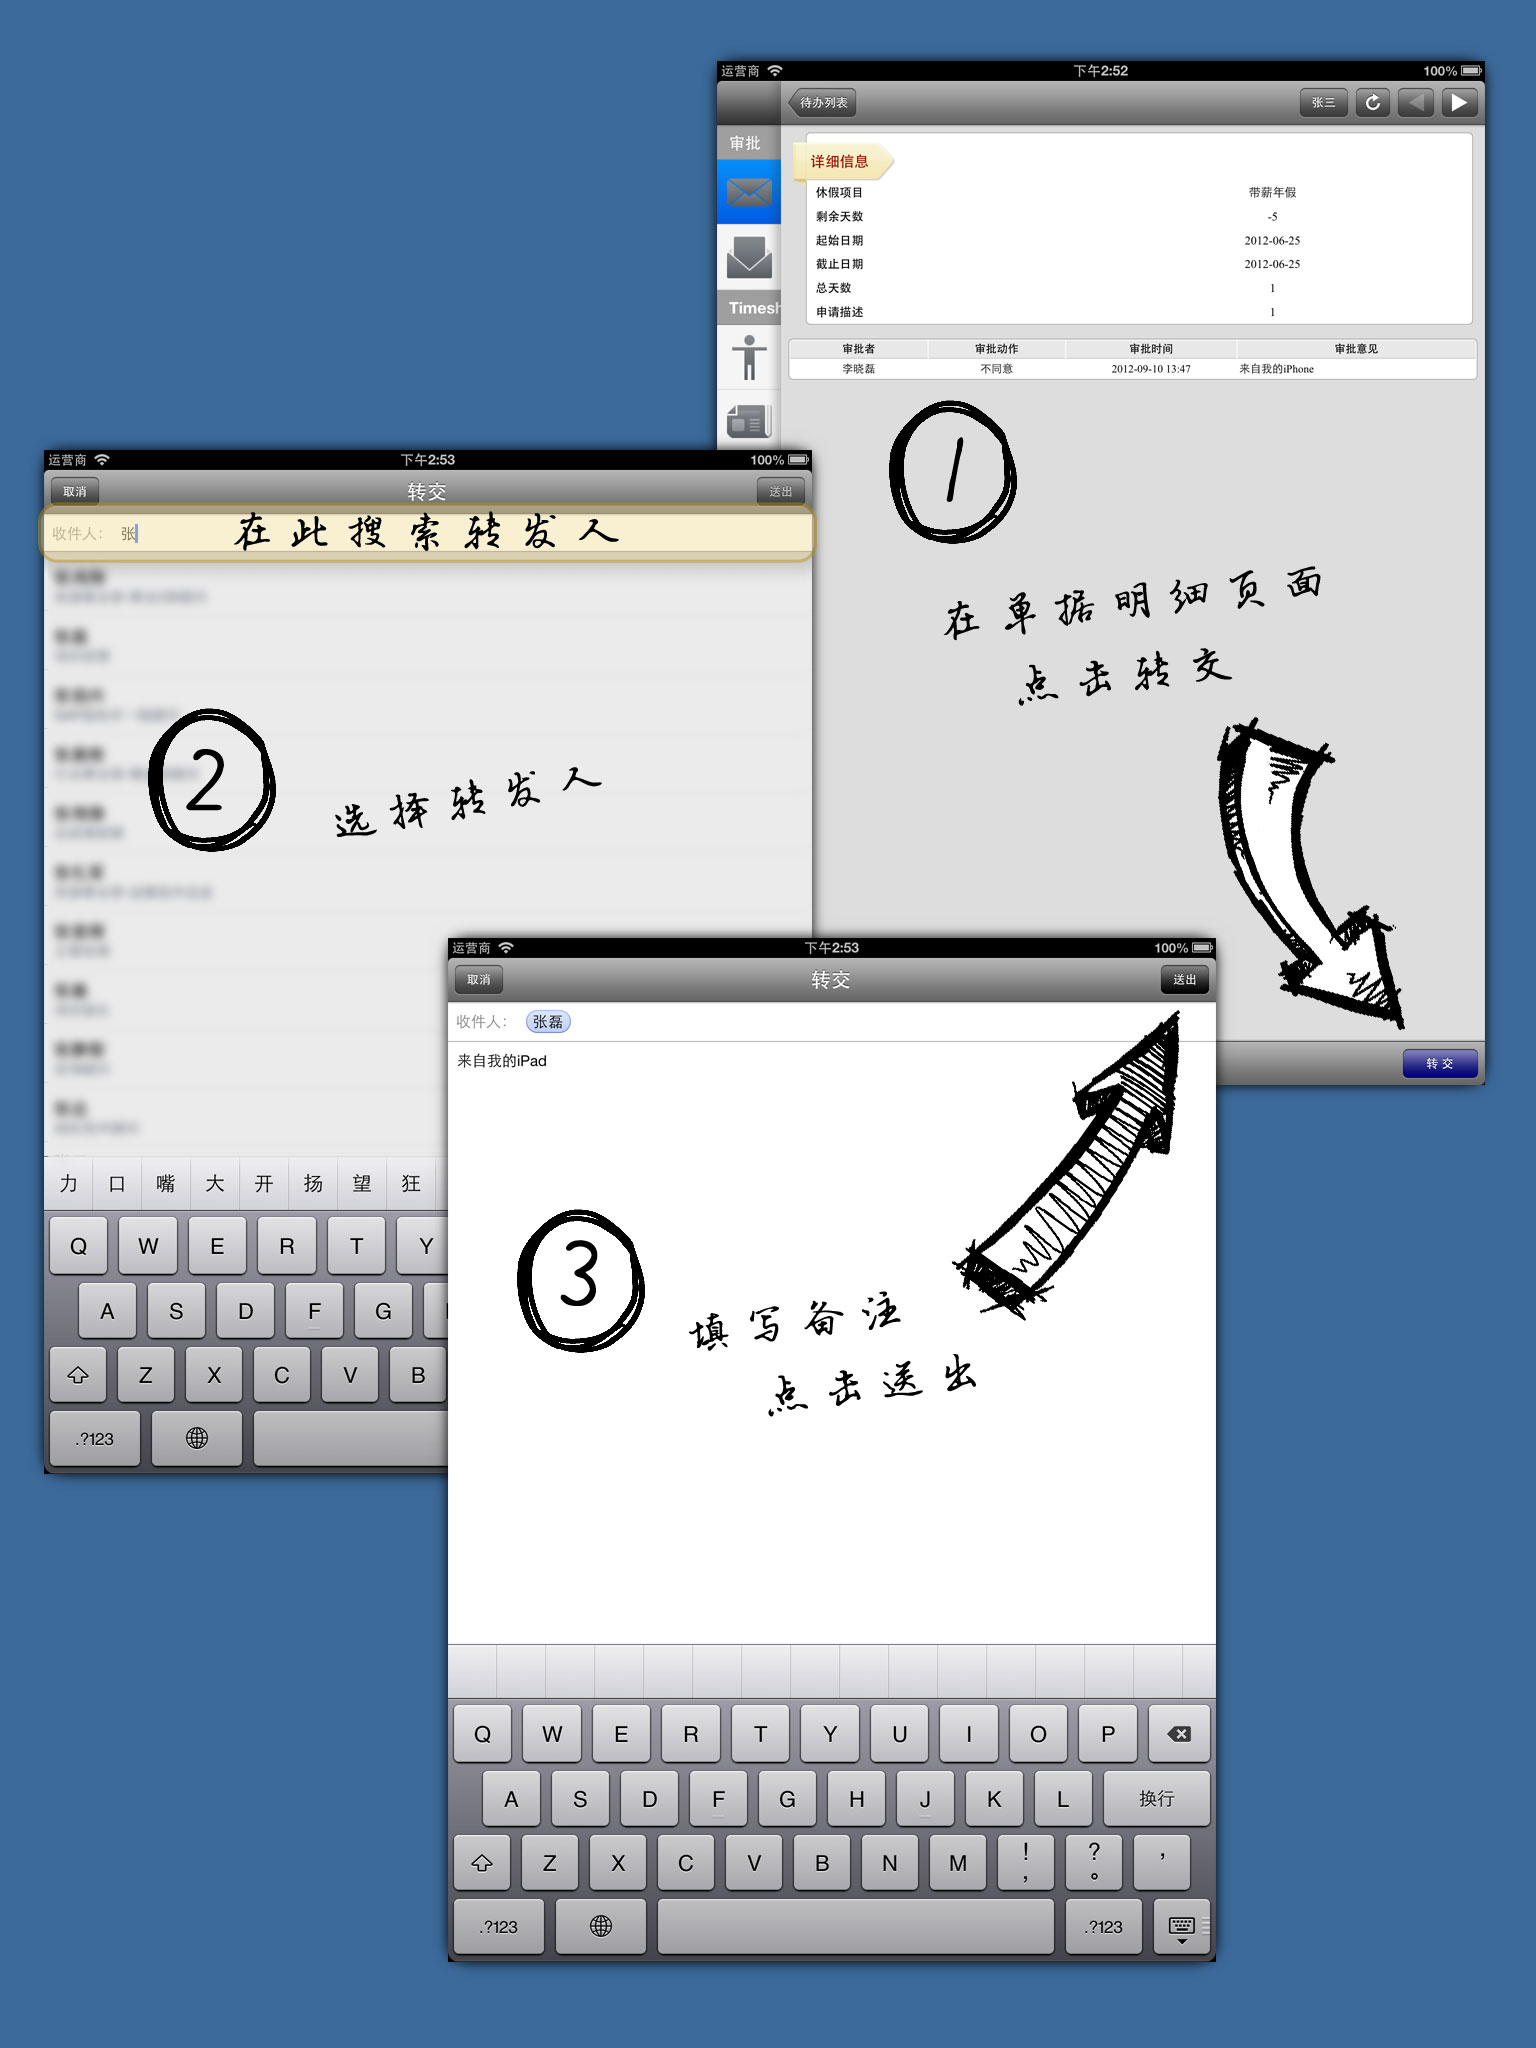 运营商 下午2:52 100%
待办列表 张三
审批
详细信息
休假项目 带薪年假
剩余天数 -5
起始日期 2012-06-25
截止日期 2012-06-25
总天数 1
申请描述 1
Timesh
审批者 审批动作 审批时间 审批意见
李晓磊 不同意 2012-09-10 13:47 来自我的iPhone
1
在单据明细页面
点击转交
转 交
运营商 下午2:53 100%
取消 转交 送出
收件人： 张
在此搜索转发人
2
选择转发人
力 口 嘴 大 开 扬 望 狂
Q W E R T Y
A S D F G
Z X C V B
.?123
运营商 下午2:53 100%
取消 转交 送出
收件人： 张磊
来自我的iPad
3
填写备注
点击送出
Q W E R T Y U I O P
A S D F G H J K L 换行
Z X C V B N M ! , ? 。 ,
.?123 .?123